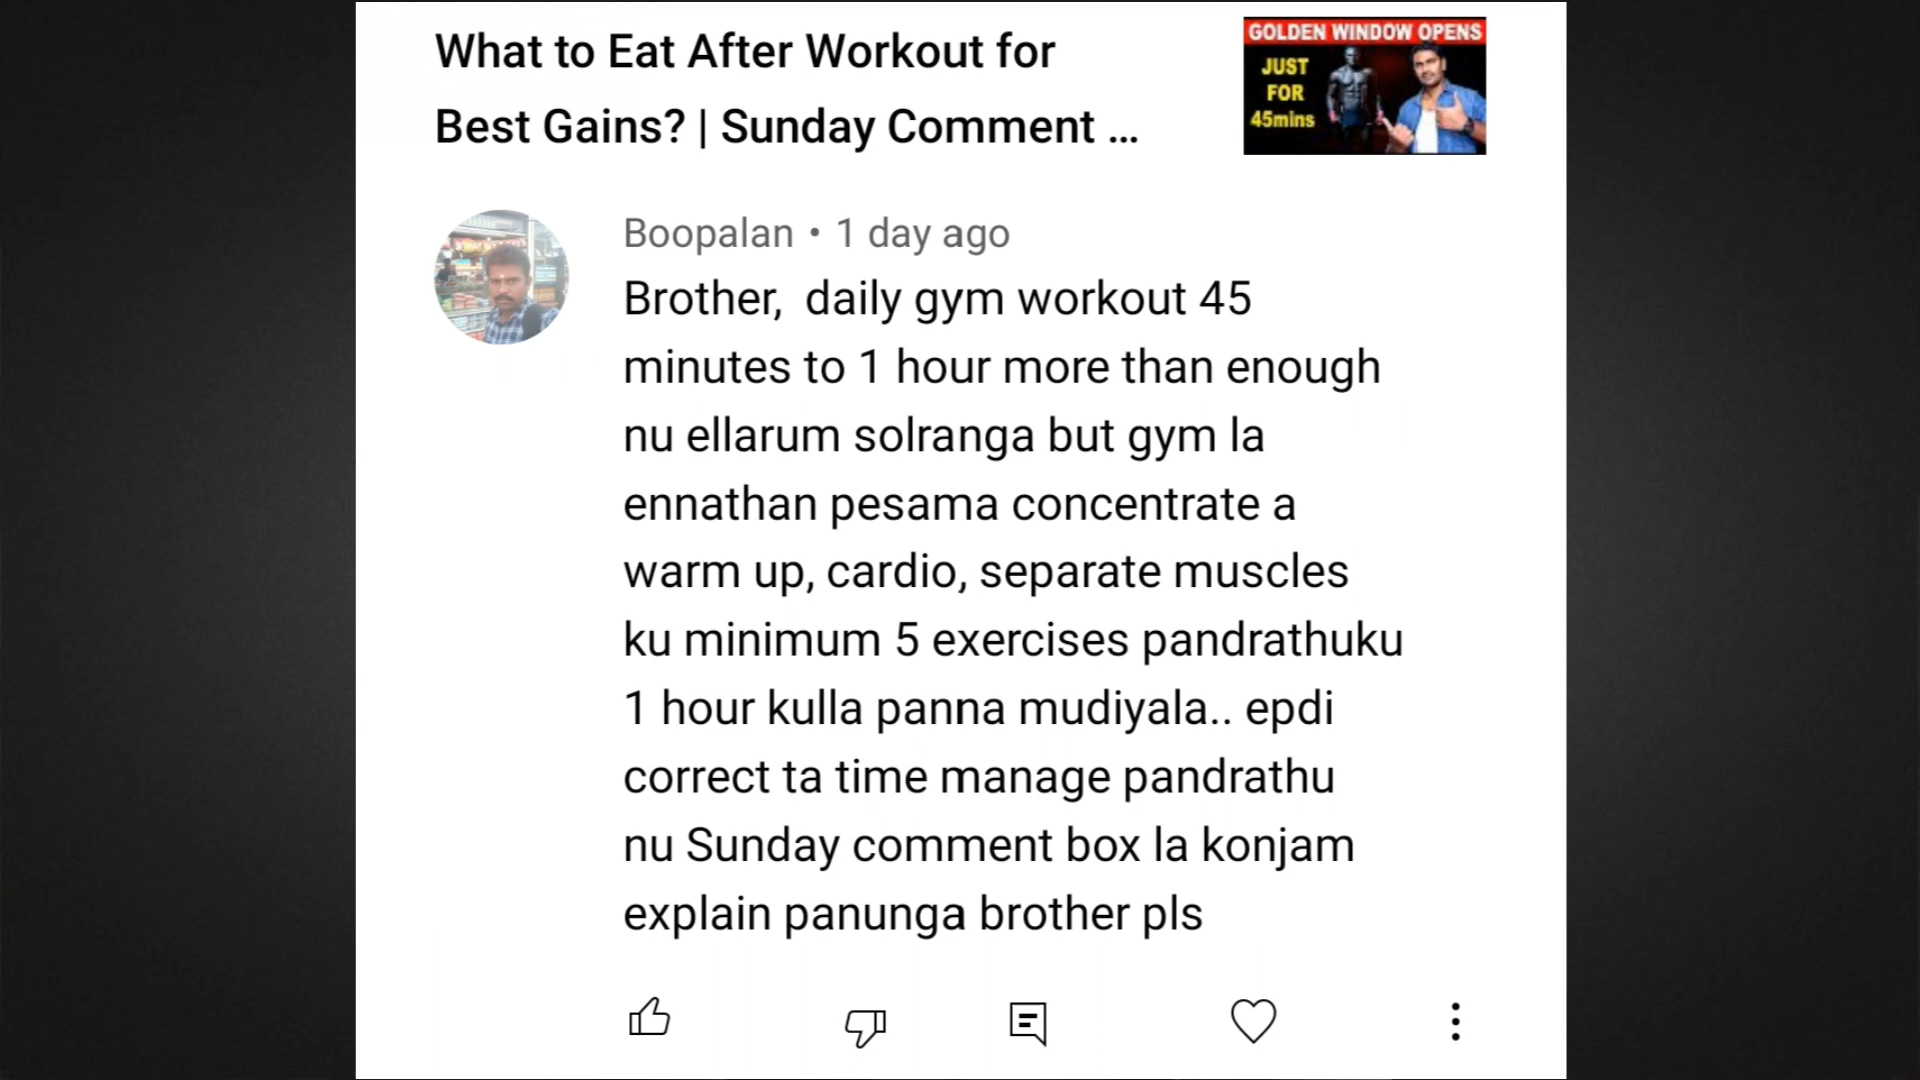 What to Eat After Workout for
Best Gains? | Sunday Comment ...
GOLDEN WINDOW OPENS
JUST
FOR
45mins
Boopalan • 1 day ago
Brother, daily gym workout 45
minutes to 1 hour more than enough
nu ellarum solranga but gym la
ennathan pesama concentrate a
warm up, cardio, separate muscles
ku minimum 5 exercises pandrathuku
1 hour kulla panna mudiyala.. epdi
correct ta time manage pandrathu
nu Sunday comment box la konjam
explain panunga brother pls